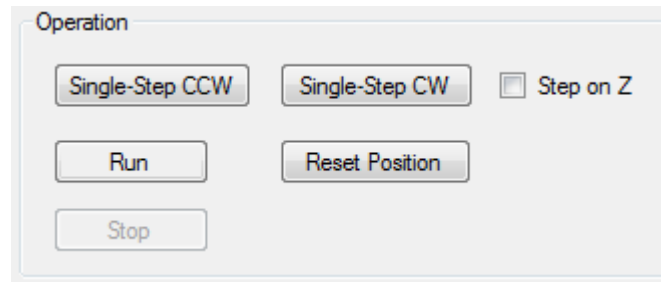 Operation
Single-Step CCW Single-Step CW Step on Z
Run Reset Position
Stop